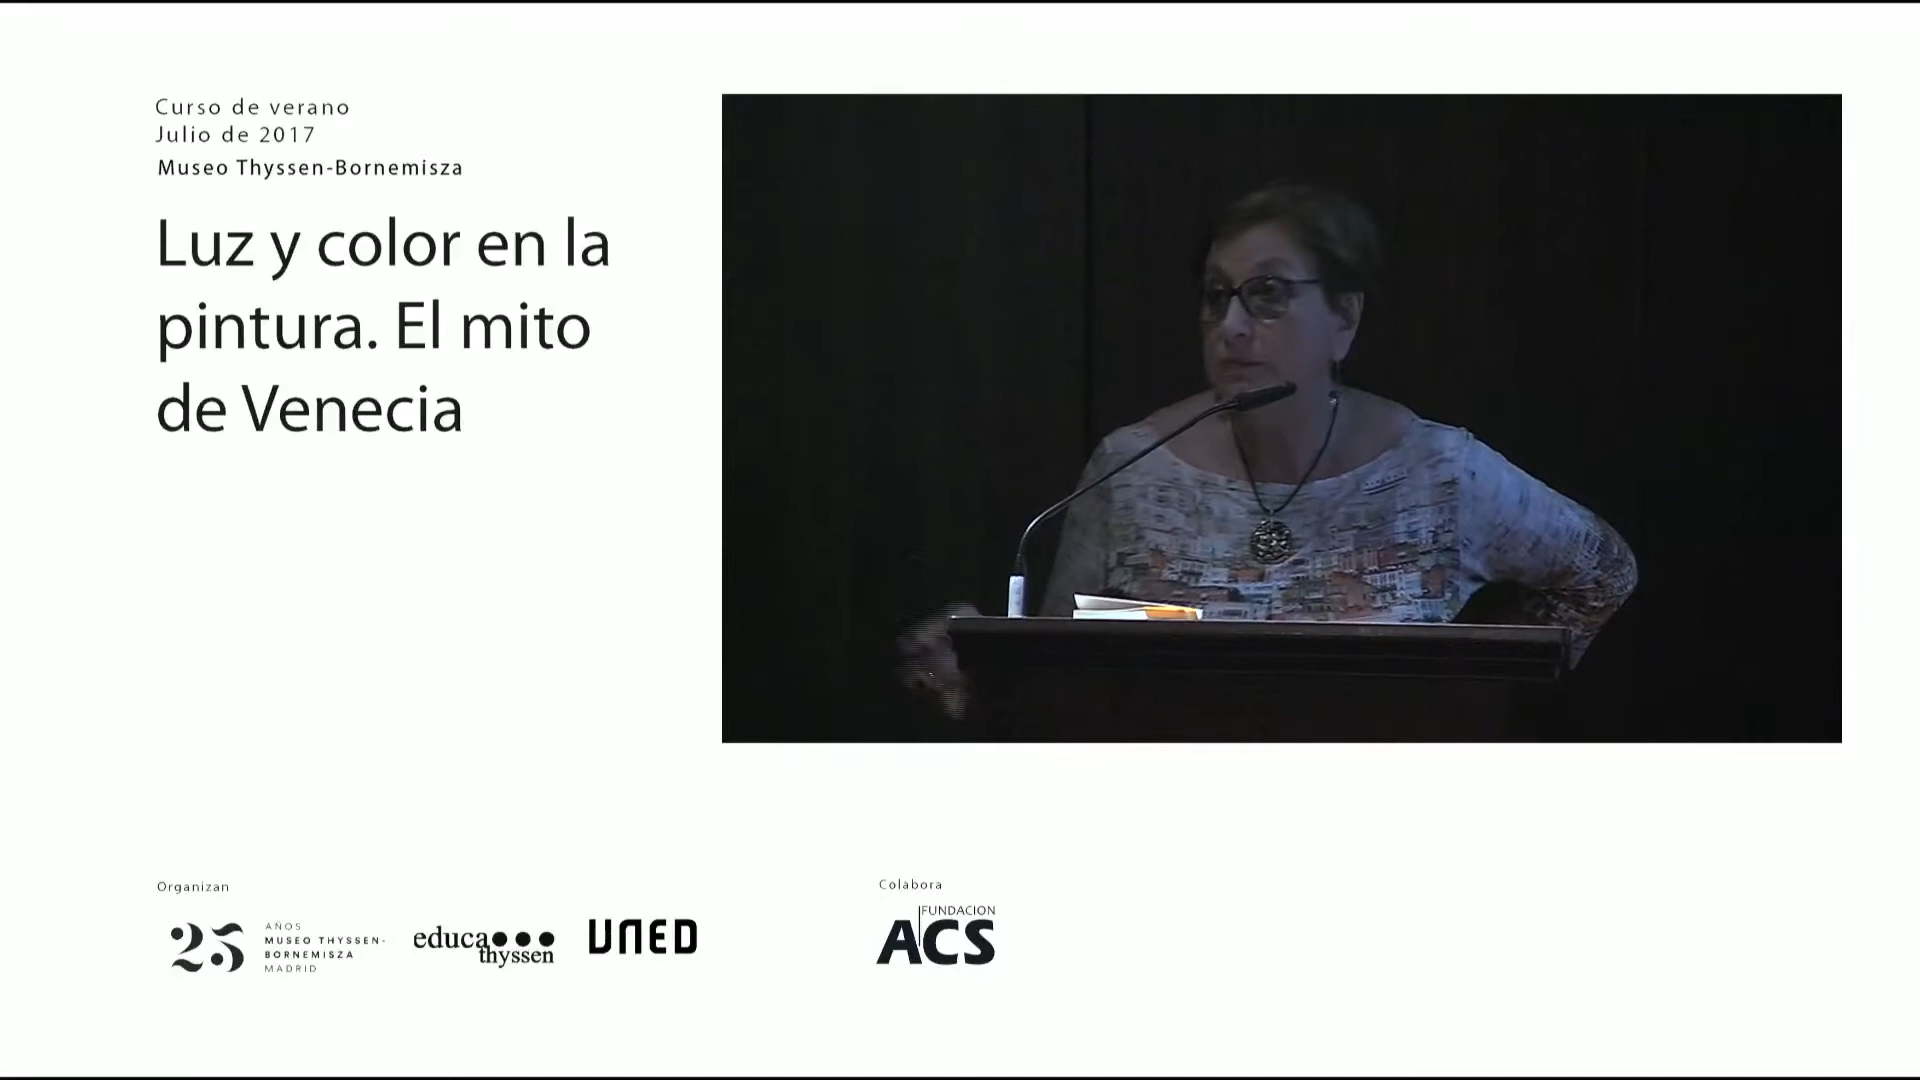 Curso de verano
Julio de 2017
Museo Thyssen-Bornemisza
Luz y color en la
pintura. El mito
de Venecia
Organizan
25
AÑOS
MUSEO THYSSEN-
BORNEMISZA
MADRID
educa
thyssen
UNED
Colabora
FUNDACION
ACS